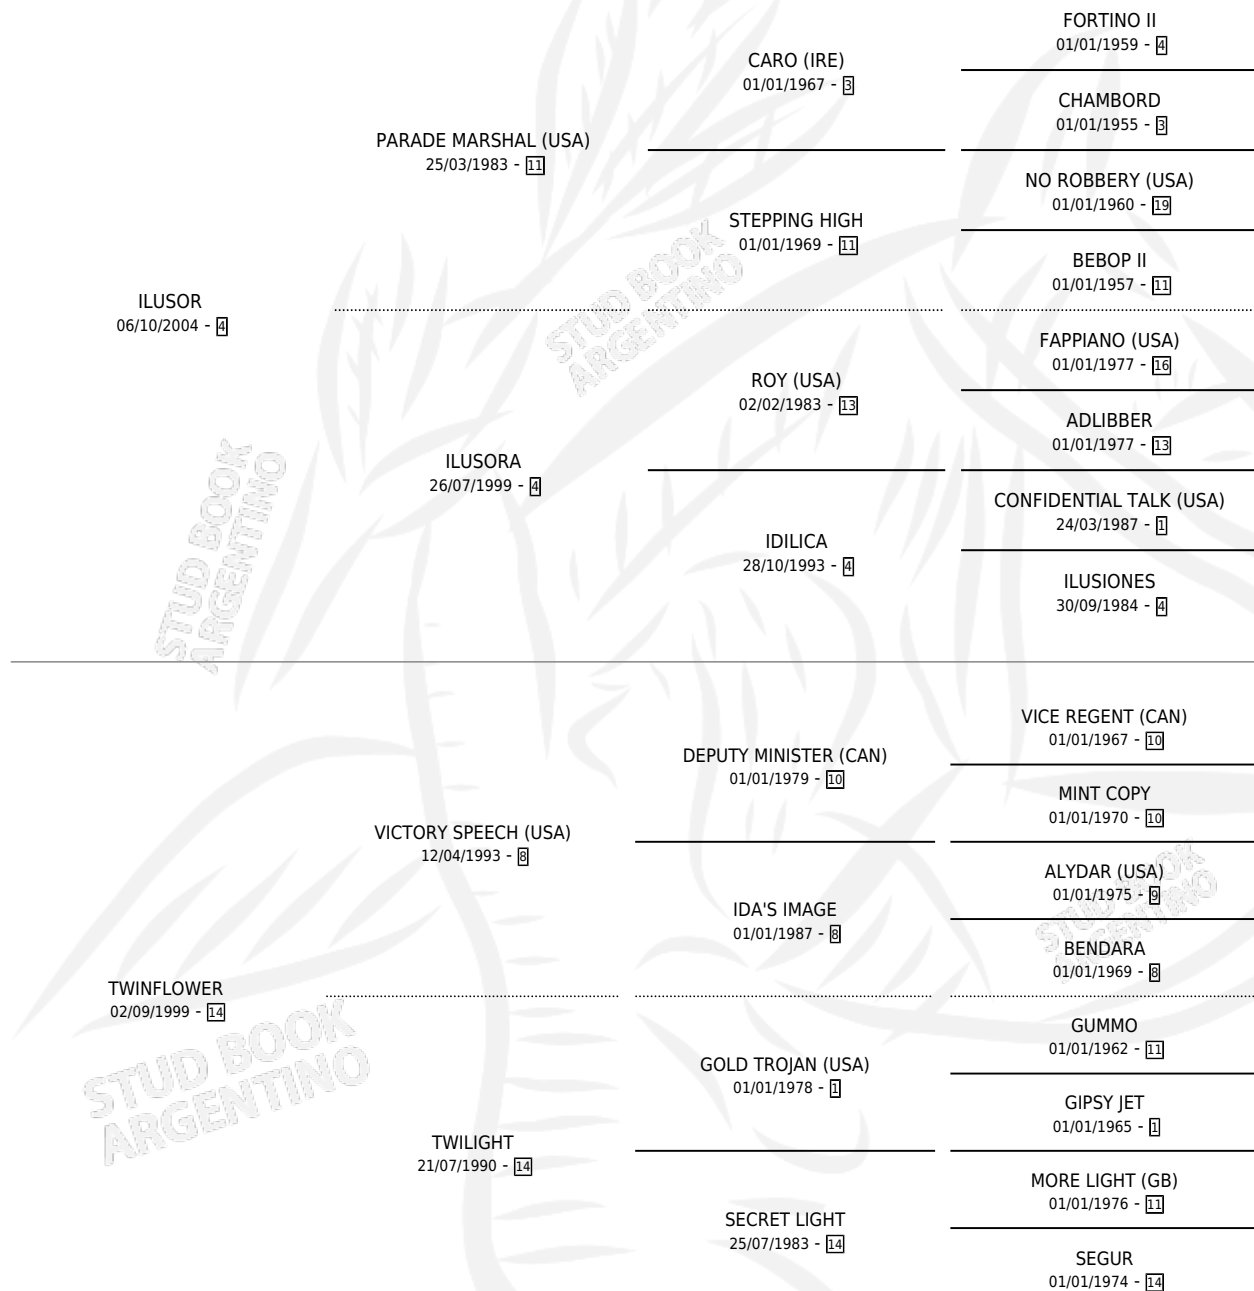 FORTINO II
01/01/1959 - 4
CARO (IRE)
01/01/1967 - 3
CHAMBORD
01/01/1955 - 3
PARADE MARSHAL (USA)
25/03/1983 - 11
NO ROBBERY (USA)
01/01/1960 - 19
STEPPING HIGH
01/01/1969 - 11
BEBOP II
01/01/1957 - 11
ILUSOR
06/10/2004 - 4
FAPPIANO (USA)
01/01/1977 - 16
ROY (USA)
02/02/1983 - 13
ADLIBBER
01/01/1977 - 13
ILUSORA
26/07/1999 - 4
CONFIDENTIAL TALK (USA)
24/03/1987 - 1
IDILICA
28/10/1993 - 4
ILUSIONES
30/09/1984 - 4
VICE REGENT (CAN)
01/01/1967 - 10
DEPUTY MINISTER (CAN)
01/01/1979 - 10
MINT COPY
01/01/1970 - 10
VICTORY SPEECH (USA)
12/04/1993 - 8
ALYDAR (USA)
01/01/1975 - 9
IDA'S IMAGE
01/01/1987 - 8
BENDARA
01/01/1969 - 8
TWINFLOWER
02/09/1999 - 14
GUMMO
01/01/1962 - 11
GOLD TROJAN (USA)
01/01/1978 - 1
GIPSY JET
01/01/1965 - 1
TWILIGHT
21/07/1990 - 14
MORE LIGHT (GB)
01/01/1976 - 11
SECRET LIGHT
25/07/1983 - 14
SEGUR
01/01/1974 - 14
STUD BOOK
ARGENTINO
STUD BOOK
ARGENTINO
STUD BOOK
ARGENTINO
STUD BOOK
ARGENTINO